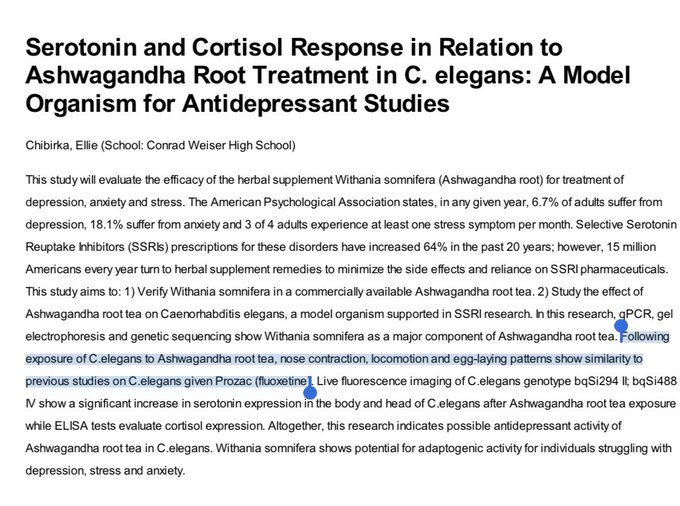 Serotonin and Cortisol Response in Relation to
Ashwagandha Root Treatment in C. elegans: A Model
Organism for Antidepressant Studies
Chibirka, Ellie (School: Conrad Weiser High School)
This study will evaluate the efficacy of the herbal supplement Withania somnifera (Ashwagandha root) for treatment of
depression, anxiety and stress. The American Psychological Association states, in any given year, 6.7% of adults suffer from
depression, 18.1% suffer from anxiety and 3 of 4 adults experience at least one stress symptom per month. Selective Serotonin
Reuptake Inhibitors (SSRIs) prescriptions for these disorders have increased 64% in the past 20 years; however, 15 million
Americans every year turn to herbal supplement remedies to minimize the side effects and reliance on SSRI pharmaceuticals.
This study aims to: 1) Verify Withania somnifera in a commercially available Ashwagandha root tea. 2) Study the effect of
Ashwagandha root tea on Caenorhabditis elegans, a model organism supported in SSRI research. In this research, qPCR, gel
electrophoresis and genetic sequencing show Withania somnifera as a major component of Ashwagandha root tea. Following
exposure of C.elegans to Ashwagandha root tea, nose contraction, locomotion and egg-laying patterns show similarity to
previous studies on C.elegans given Prozac (fluoxetine). Live fluorescence imaging of C.elegans genotype bqSi294 II; bqSi488
IV show a significant increase in serotonin expression in the body and head of C.elegans after Ashwagandha root tea exposure
while ELISA tests evaluate cortisol expression. Altogether, this research indicates possible antidepressant activity of
Ashwagandha root tea in C.elegans. Withania somnifera shows potential for adaptogenic activity for individuals struggling with
depression, stress and anxiety.